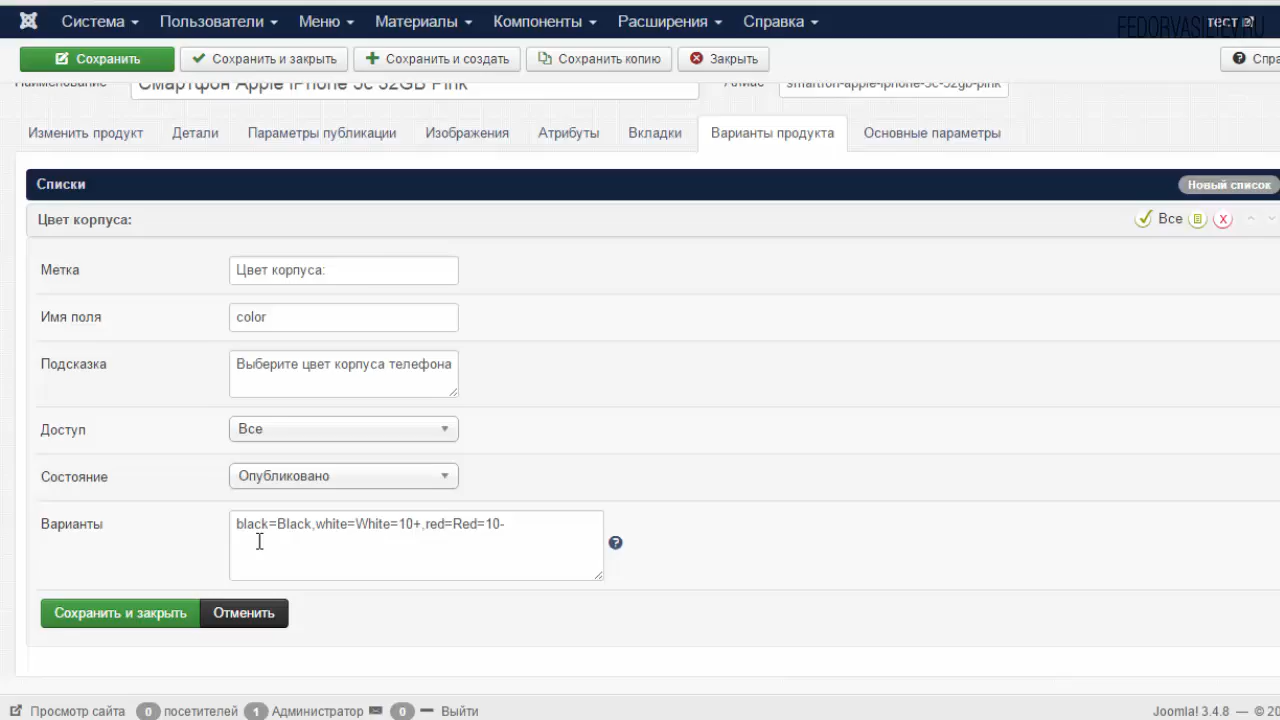 Система Пользователи Меню Материалы Компоненты Расширения Справка тест
FEDORVASILIEV.RU
Сохранить Сохранить и закрыть Сохранить и создать Сохранить копию Закрыть Спра
Наименование Смартфон Apple iPhone 5c 32GB Pink Алиас smartfon-apple-iphone-5c-32gb-pink
Изменить продукт Детали Параметры публикации Изображения Атрибуты Вкладки Варианты продукта Основные параметры
Списки Новый список
Цвет корпуса: Все
Метка Цвет корпуса:
Имя поля color
Подсказка Выберите цвет корпуса телефона
Доступ Все
Состояние Опубликовано
Варианты black=Black,white=White=10+,red=Red=10-
Сохранить и закрыть Отменить
Просмотр сайта 0 посетителей 1 Администратор 0 Выйти Joomla! 3.4.8 — © 20